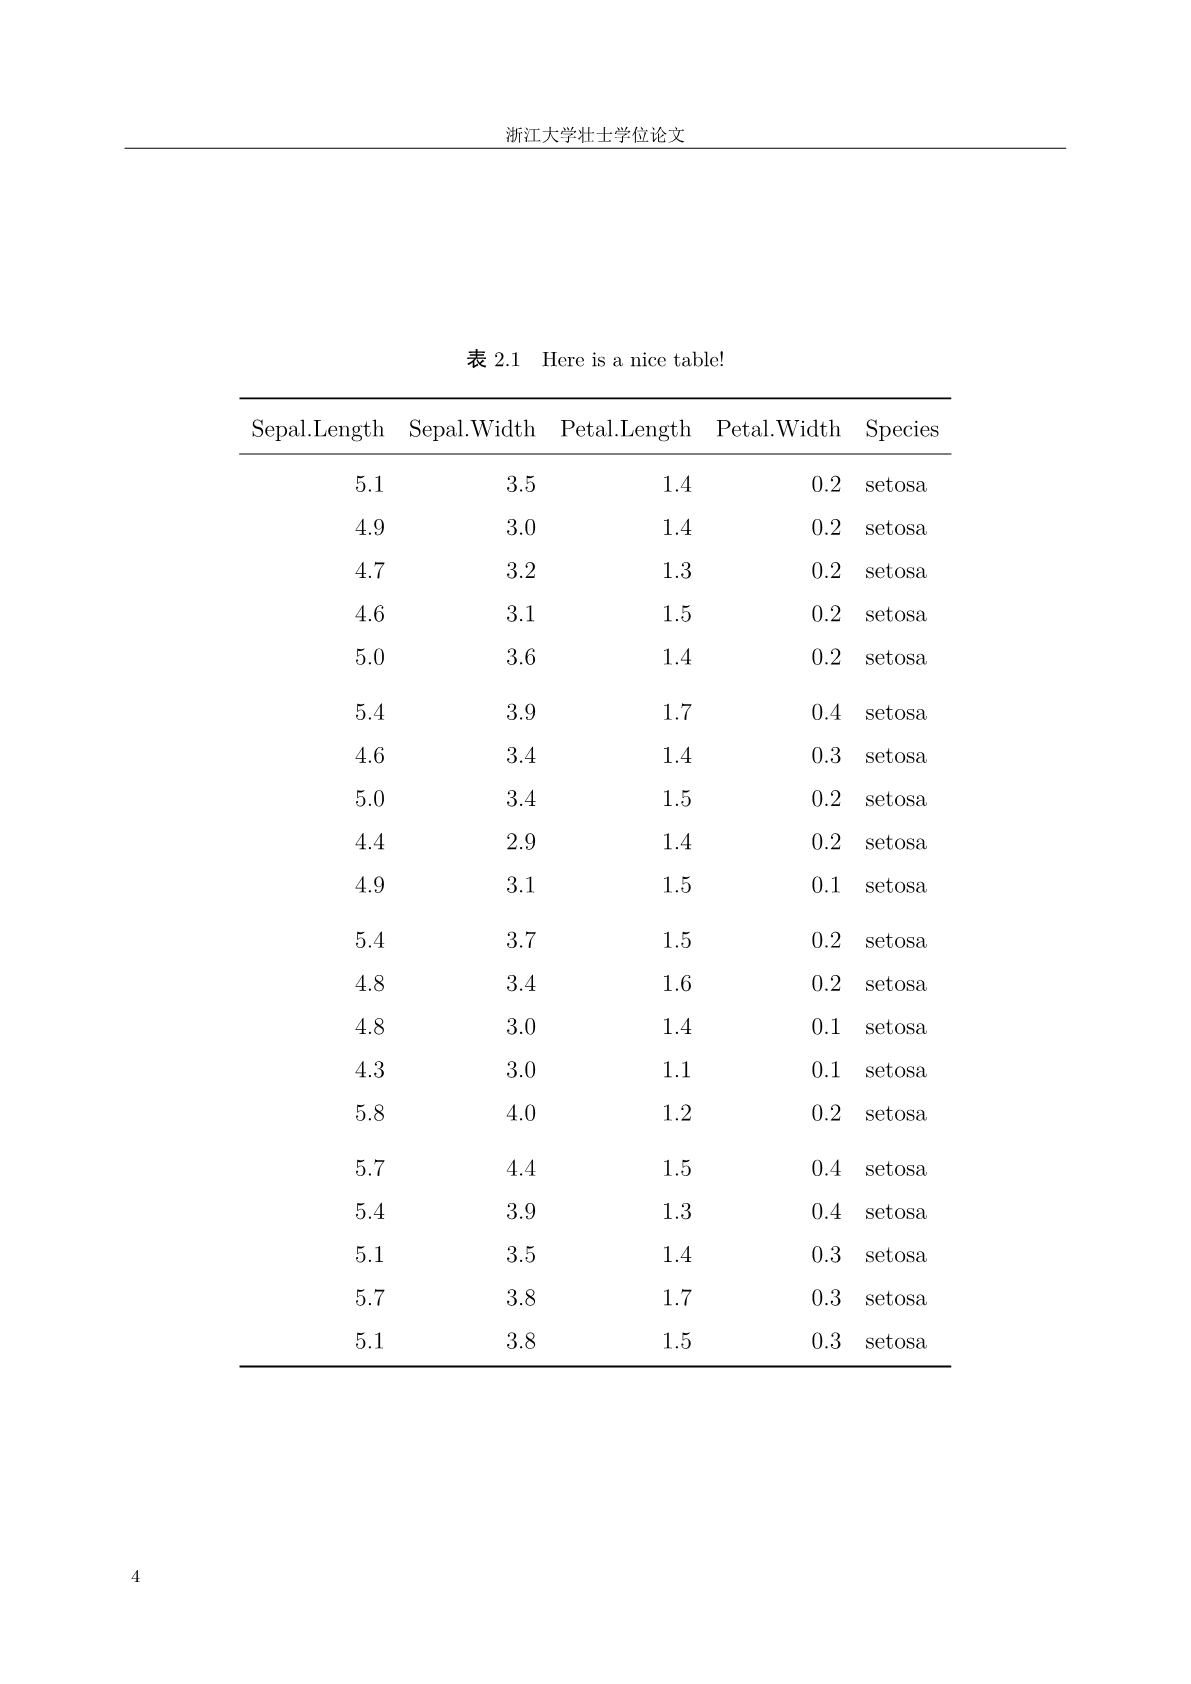 浙江大学壮士学位论文
表 2.1 Here is a nice table!
Sepal.Length Sepal.Width Petal.Length Petal.Width Species
5.1 3.5 1.4 0.2 setosa
4.9 3.0 1.4 0.2 setosa
4.7 3.2 1.3 0.2 setosa
4.6 3.1 1.5 0.2 setosa
5.0 3.6 1.4 0.2 setosa
5.4 3.9 1.7 0.4 setosa
4.6 3.4 1.4 0.3 setosa
5.0 3.4 1.5 0.2 setosa
4.4 2.9 1.4 0.2 setosa
4.9 3.1 1.5 0.1 setosa
5.4 3.7 1.5 0.2 setosa
4.8 3.4 1.6 0.2 setosa
4.8 3.0 1.4 0.1 setosa
4.3 3.0 1.1 0.1 setosa
5.8 4.0 1.2 0.2 setosa
5.7 4.4 1.5 0.4 setosa
5.4 3.9 1.3 0.4 setosa
5.1 3.5 1.4 0.3 setosa
5.7 3.8 1.7 0.3 setosa
5.1 3.8 1.5 0.3 setosa
4